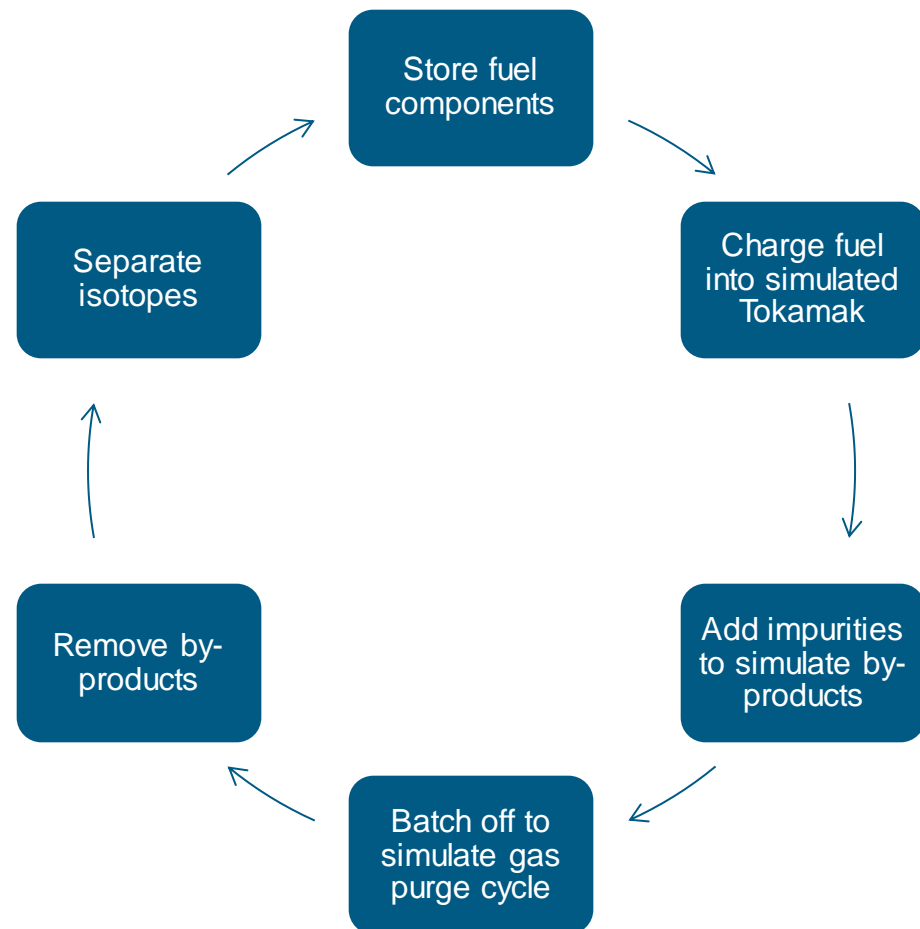 Store fuel
components
Charge fuel
into simulated
Tokamak
Add impurities
to simulate by-
products
Batch off to
simulate gas
purge cycle
Remove by-
products
Separate
isotopes